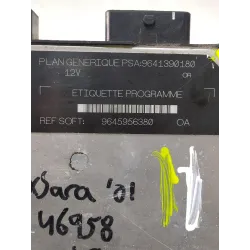 PLAN GENERIQUE PSA:9641390180
12V OR
ETIQUETTE PROGRAMME
REF SOFT: 9645956380 OA
Xsara '01
46958